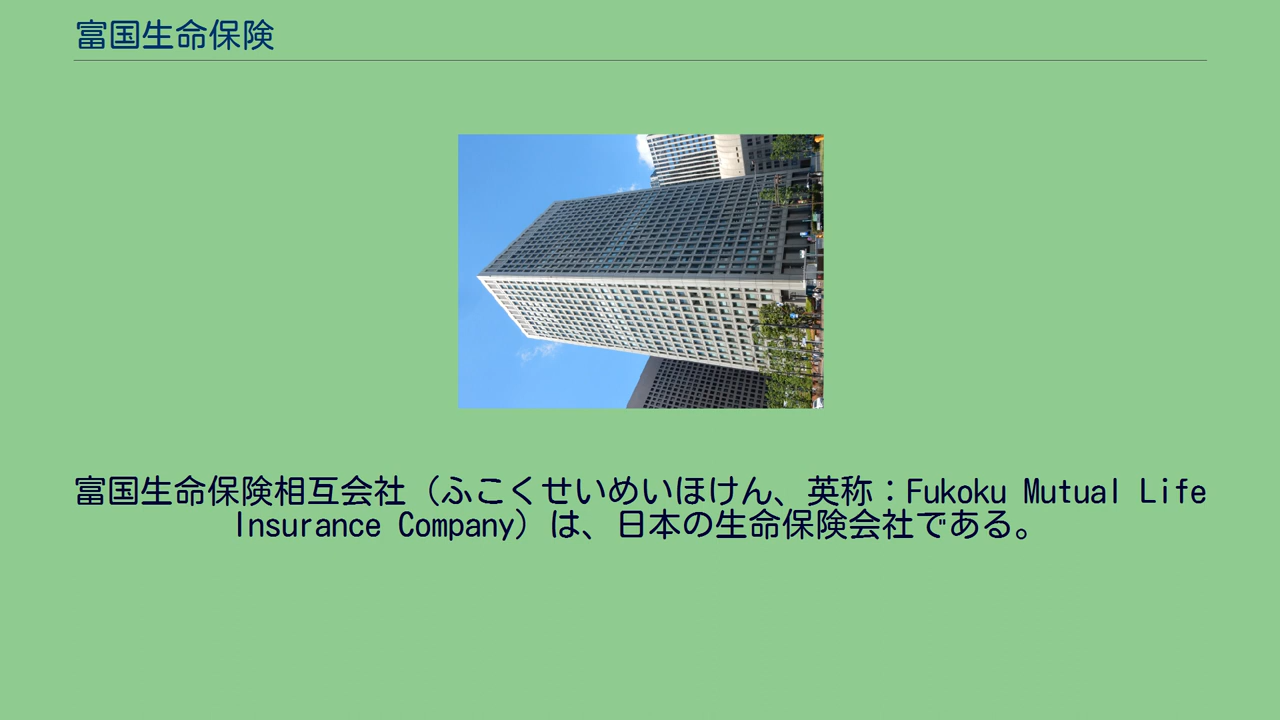 富国生命保険
富国生命保険相互会社（ふこくせいめいほけん、英称：Fukoku Mutual Life
Insurance Company）は、日本の生命保険会社である。